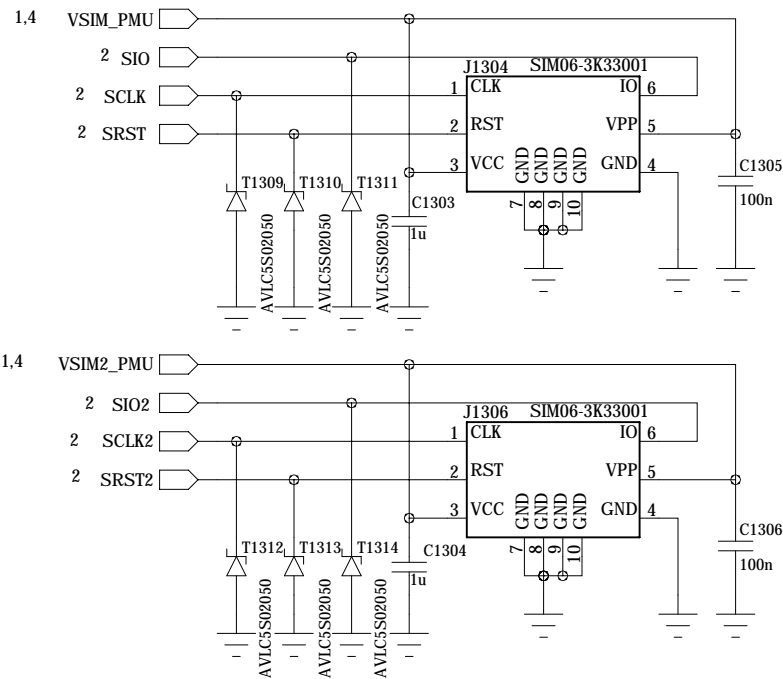 1,4 VSIM_PMU
2 SIO
J1304 SIM06-3K33001
2 SCLK
1 CLK IO 6
2 SRST
2 RST VPP 5
3 VCC GND GND GND GND GND 4
C1305
100n
T1309 T1310 T1311
C1303
1u
7 8 9 10
AVLC5S02050 AVLC5S02050 AVLC5S02050
1,4 VSIM2_PMU
2 SIO2
J1306 SIM06-3K33001
2 SCLK2
1 CLK IO 6
2 SRST2
2 RST VPP 5
3 VCC GND GND GND GND GND 4
C1306
100n
T1312 T1313 T1314 C1304
1u
7 8 9 10
AVLC5S02050 AVLC5S02050 AVLC5S02050